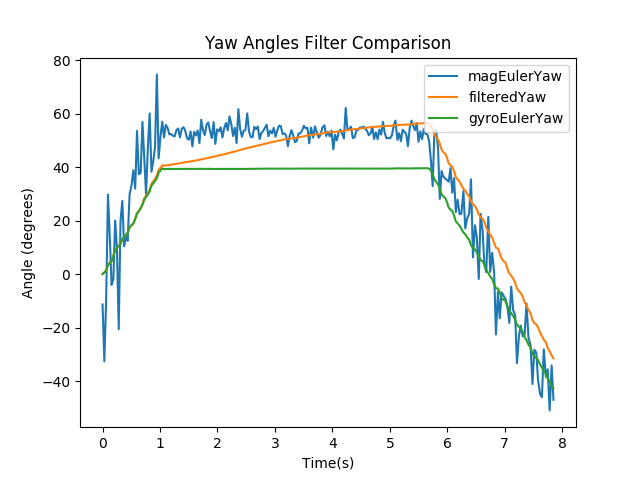 Yaw Angles Filter Comparison
magEulerYaw
filteredYaw
gyroEulerYaw
80
60
40
20
0
−20
−40
Angle (degrees)
0 1 2 3 4 5 6 7 8
Time(s)